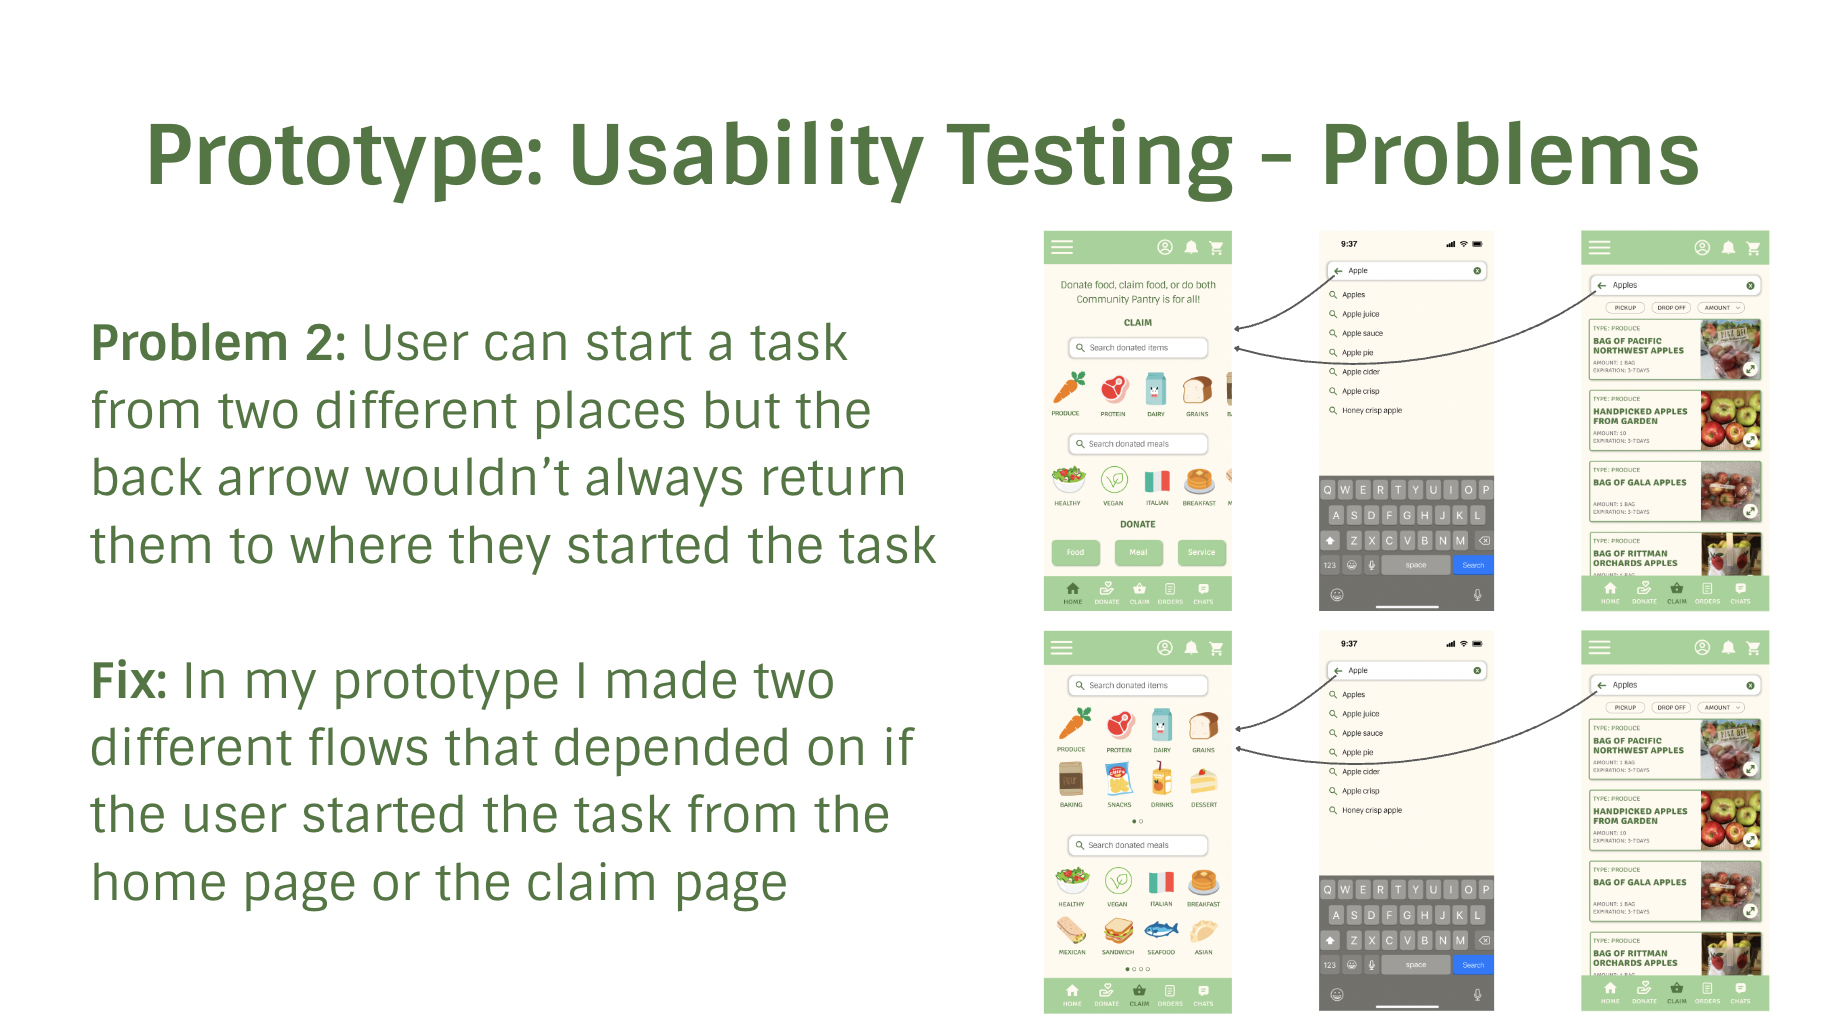 Prototype: Usability Testing - Problems
Problem 2: User can start a task
from two different places but the
back arrow wouldn’t always return
them to where they started the task
Fix: In my prototype I made two
different flows that depended on if
the user started the task from the
home page or the claim page
Donate food, claim food, or do both
Community Pantry is for all!
CLAIM
Search donated items
PRODUCE PROTEIN DAIRY GRAINS
Search donated meals
HEALTHY VEGAN ITALIAN BREAKFAST
DONATE
Food Meal Service
HOME DONATE CLAIM ORDERS CHATS
9:37
Apple
Apples
Apple juice
Apple sauce
Apple pie
Apple cider
Apple crisp
Honey crisp apple
Q W E R T Y U I O P
A S D F G H J K L
Z X C V B N M
123 space Search
Apples
PICKUP DROP OFF AMOUNT
TYPE: PRODUCE
BAG OF PACIFIC
NORTHWEST APPLES
AMOUNT: 1 BAG
EXPIRATION: 3-7 DAYS
TYPE: PRODUCE
HANDPICKED APPLES
FROM GARDEN
AMOUNT: 10
EXPIRATION: 3-7 DAYS
TYPE: PRODUCE
BAG OF GALA APPLES
AMOUNT: 1 BAG
EXPIRATION: 3-7 DAYS
TYPE: PRODUCE
BAG OF RITTMAN
ORCHARDS APPLES
HOME DONATE CLAIM ORDERS CHATS
Search donated items
PRODUCE PROTEIN DAIRY GRAINS
BAKING SNACKS DRINKS DESSERT
Search donated meals
HEALTHY VEGAN ITALIAN BREAKFAST
MEXICAN SANDWICH SEAFOOD ASIAN
HOME DONATE CLAIM ORDERS CHATS
9:37
Apple
Apples
Apple juice
Apple sauce
Apple pie
Apple cider
Apple crisp
Honey crisp apple
Q W E R T Y U I O P
A S D F G H J K L
Z X C V B N M
123 space Search
Apples
PICKUP DROP OFF AMOUNT
TYPE: PRODUCE
BAG OF PACIFIC
NORTHWEST APPLES
AMOUNT: 1 BAG
EXPIRATION: 3-7 DAYS
TYPE: PRODUCE
HANDPICKED APPLES
FROM GARDEN
AMOUNT: 10
EXPIRATION: 3-7 DAYS
TYPE: PRODUCE
BAG OF GALA APPLES
AMOUNT: 1 BAG
EXPIRATION: 3-7 DAYS
TYPE: PRODUCE
BAG OF RITTMAN
ORCHARDS APPLES
HOME DONATE CLAIM ORDERS CHATS